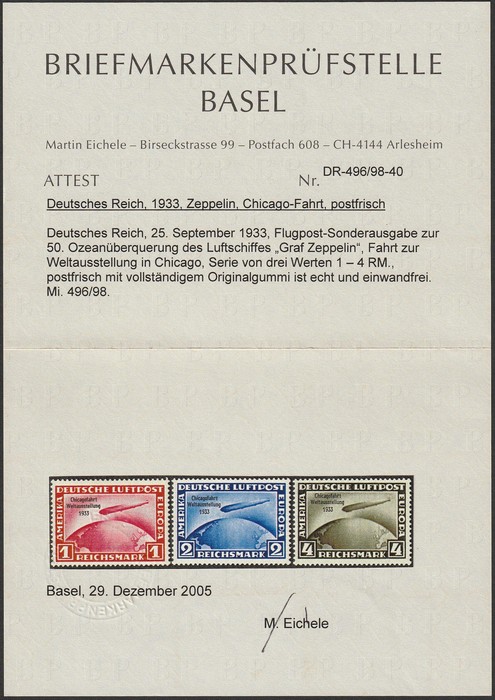 BRIEFMARKENPRÜFSTELLE
BASEL
Martin Eichele – Birseckstrasse 99 – Postfach 608 – CH-4144 Arlesheim
ATTEST Nr. DR-496/98-40
Deutsches Reich, 1933, Zeppelin, Chicago-Fahrt, postfrisch
Deutsches Reich, 25. September 1933, Flugpost-Sonderausgabe zur
50. Ozeanüberquerung des Luftschiffes „Graf Zeppelin“, Fahrt zur
Weltausstellung in Chicago, Serie von drei Werten 1 – 4 RM.,
postfrisch mit vollständigem Originalgummi ist echt und einwandfrei.
Mi. 496/98.
DEUTSCHE LUFTPOST
AMERIKA
EUROPA
Chicagofahrt
Weltausstellung
1933
1 REICHSMARK 1
DEUTSCHE LUFTPOST
AMERIKA
EUROPA
Chicagofahrt
Weltausstellung
1933
2 REICHSMARK 2
DEUTSCHE LUFTPOST
AMERIKA
EUROPA
Chicagofahrt
Weltausstellung
1933
4 REICHSMARK 4
Basel, 29. Dezember 2005
M. Eichele